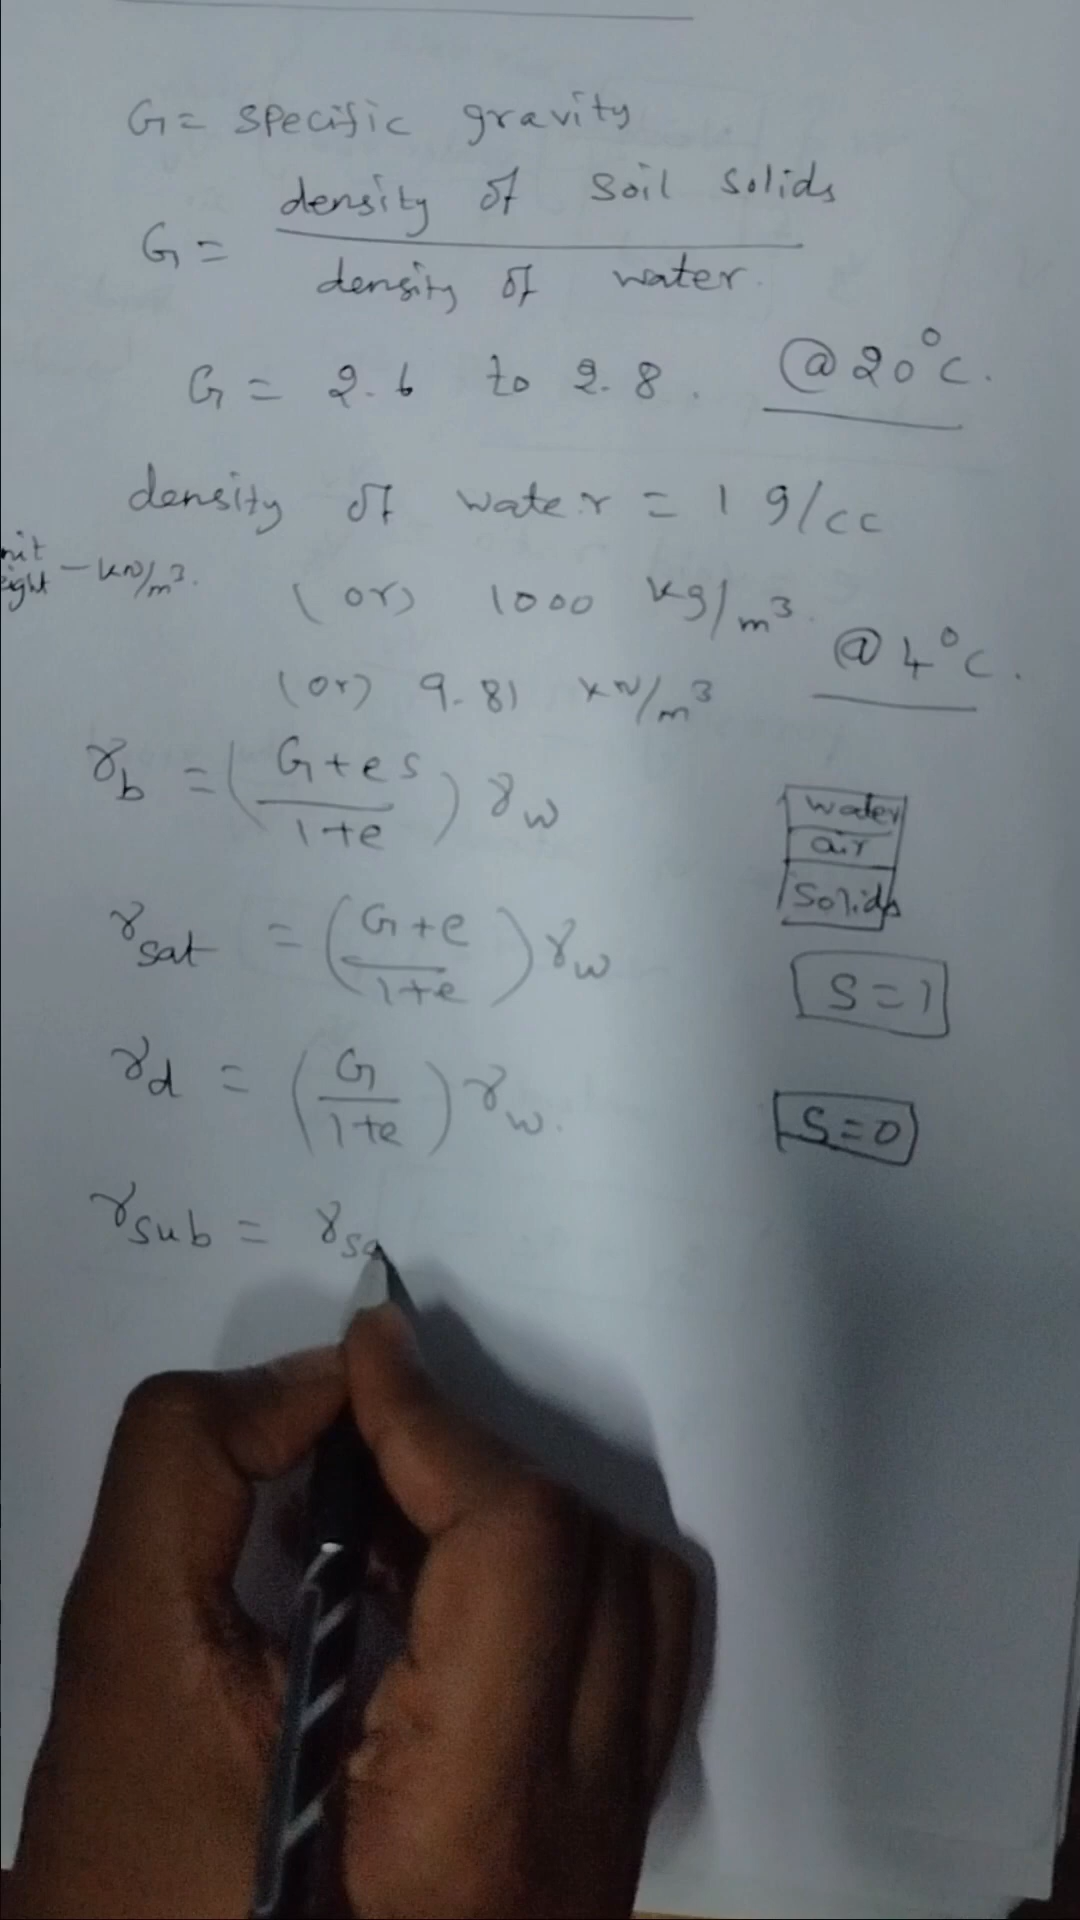 G = specific gravity
G = density of soil solids / density of water.
G = 2.6 to 2.8. @ 20°C.
density of water = 1 g/cc
- kN/m³.
(or) 1000 kg/m³.
@ 4°C.
(or) 9.81 kN/m³
γb = (G+es / 1+e) γw
water
air
solids
γsat = (G+e / 1+e) γw
S=1
γd = (G / 1+e) γw.
S=0
γsub = γsa